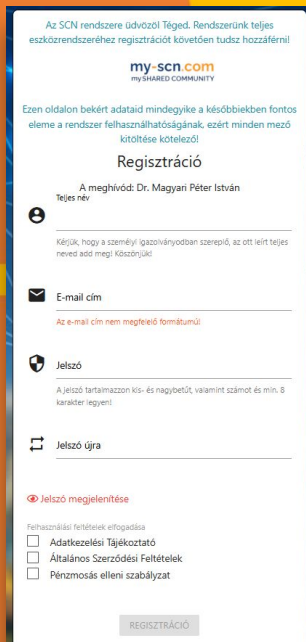 Az SCN rendszere üdvözöl Téged. Rendszerünk teljes
eszközrendszeréhez regisztrációt követően tudsz hozzáférni!
my-scn.com
mySHARED COMMUNITY
Ezen oldalon bekért adataid mindegyike a későbbiekben fontos
eleme a rendszer felhasználhatóságának, ezért minden mező
kitöltése kötelező!
Regisztráció
A meghívód: Dr. Magyari Péter István
Teljes név
Kérjük, hogy a személyi igazolványodban szereplő, az ott leírt teljes
neved add meg! Köszönjük!
E-mail cím
Az e-mail cím nem megfelelő formátumú!
Jelszó
A jelszó tartalmazzon kis- és nagybetűt, valamint számot és min. 8
karakter legyen!
Jelszó újra
Jelszó megjelenítése
Felhasználási feltételek elfogadása
Adatkezelési Tájékoztató
Általános Szerződési Feltételek
Pénzmosás elleni szabályzat
REGISZTRÁCIÓ